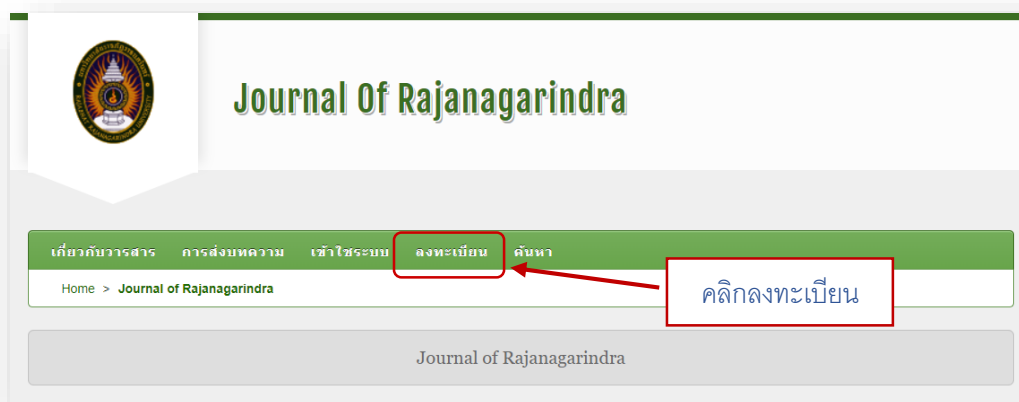 Journal Of Rajanagarindra
เกี่ยวกับวารสาร การส่งบทความ เข้าใช้ระบบ ลงทะเบียน ค้นหา
Home > Journal of Rajanagarindra
คลิกลงทะเบียน
Journal of Rajanagarindra